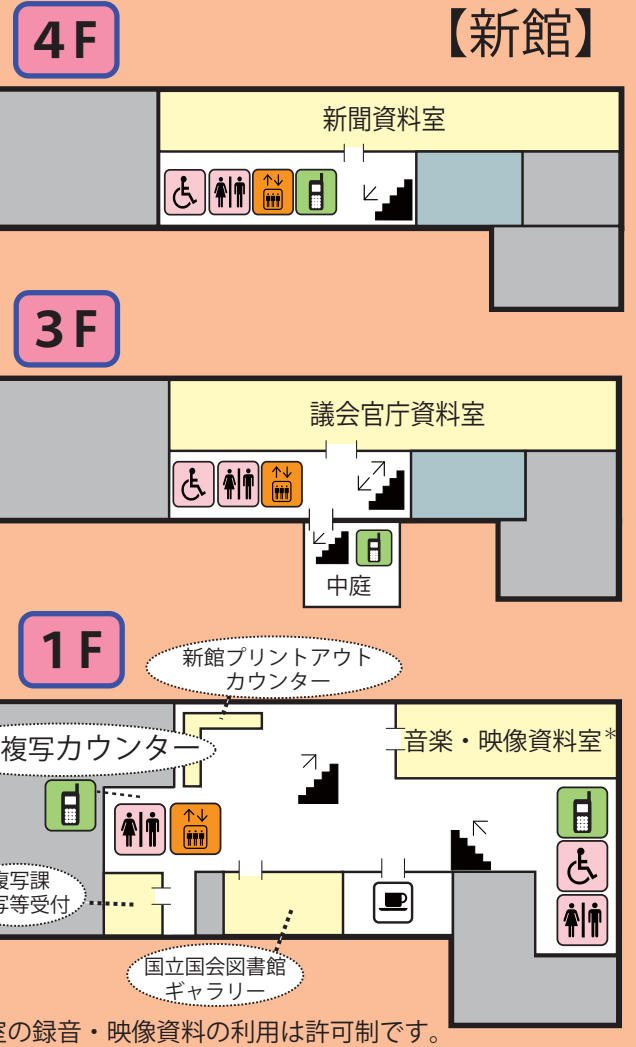 4F
【新館】
新聞資料室
3F
議会官庁資料室
中庭
1F
新館プリントアウト
カウンター
複写カウンター
音楽・映像資料室*
複写課
写等受付
国立国会図書館
ギャラリー
室の録音・映像資料の利用は許可制です。